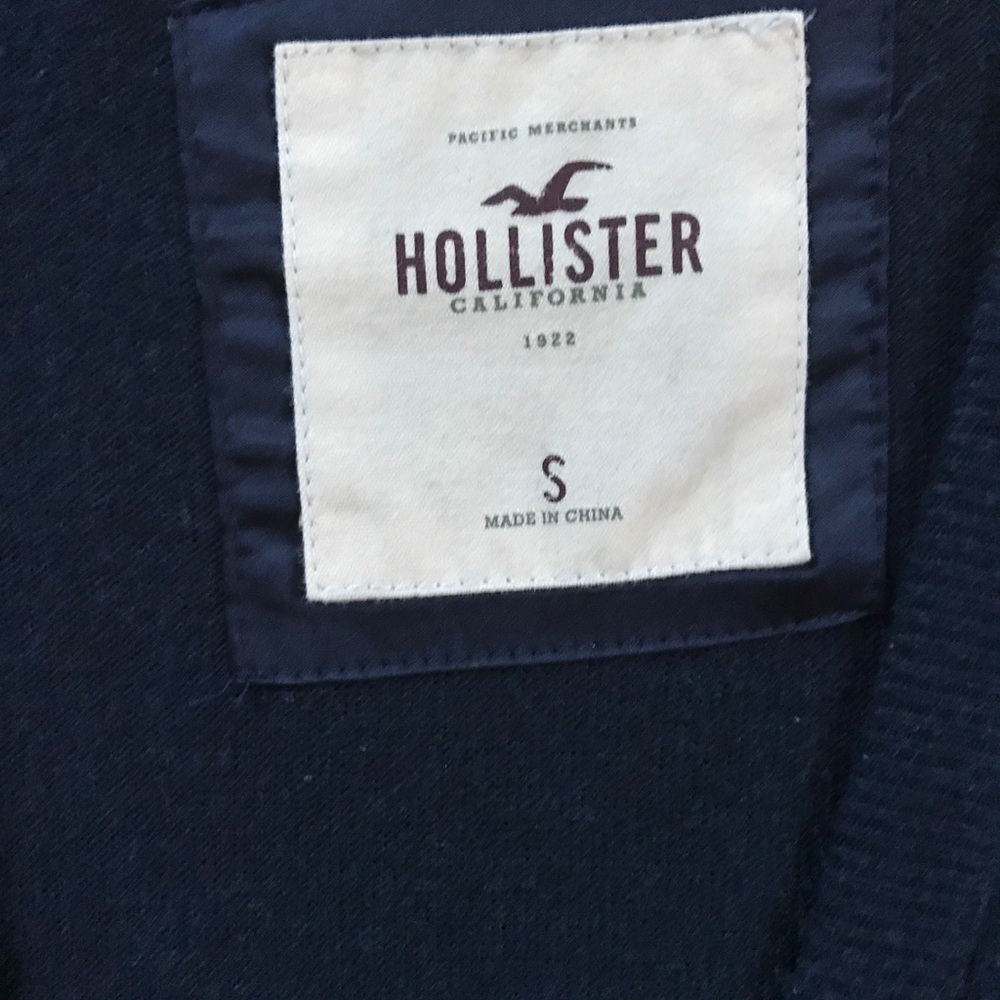 PACIFIC MERCHANTS
HOLLISTER
CALIFORNIA
1922
S
MADE IN CHINA